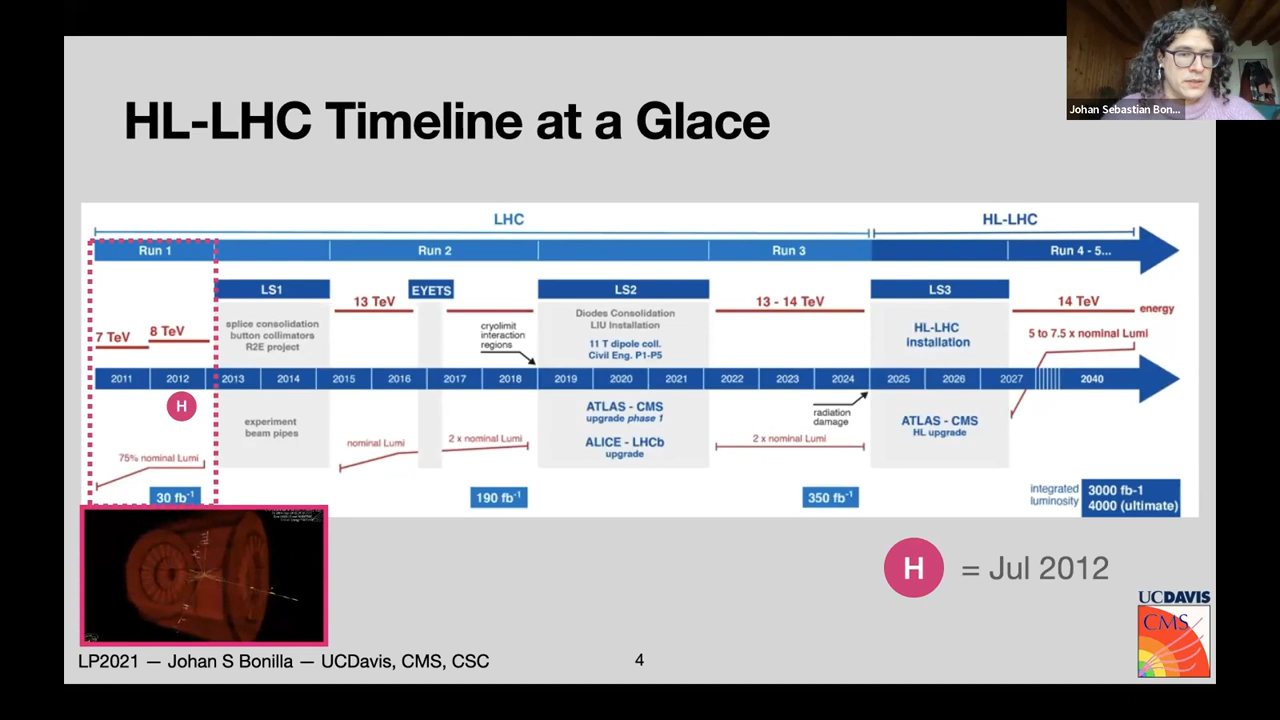 Johan Sebastian Bon...
HL-LHC Timeline at a Glace
LHC
HL-LHC
Run 1
Run 2
Run 3
Run 4 - 5...
LS1
EYETS
LS2
LS3
13 TeV
13 - 14 TeV
14 TeV
energy
7 TeV
8 TeV
splice consolidation
button collimators
R2E project
cryolimit
interaction
regions
Diodes Consolidation
LIU Installation
11 T dipole coll.
Civil Eng. P1-P5
HL-LHC
installation
5 to 7.5 x nominal Lumi
2011 2012 2013 2014 2015 2016 2017 2018 2019 2020 2021 2022 2023 2024 2025 2026 2027 2040
H
experiment
beam pipes
ATLAS - CMS
upgrade phase 1
ALICE - LHCb
upgrade
radiation
damage
ATLAS - CMS
HL upgrade
75% nominal Lumi
nominal Lumi
2 x nominal Lumi
2 x nominal Lumi
30 fb-1
190 fb-1
350 fb-1
integrated
luminosity
3000 fb-1
4000 (ultimate)
H = Jul 2012
UCDAVIS
CMS
LP2021 — Johan S Bonilla — UCDavis, CMS, CSC
4